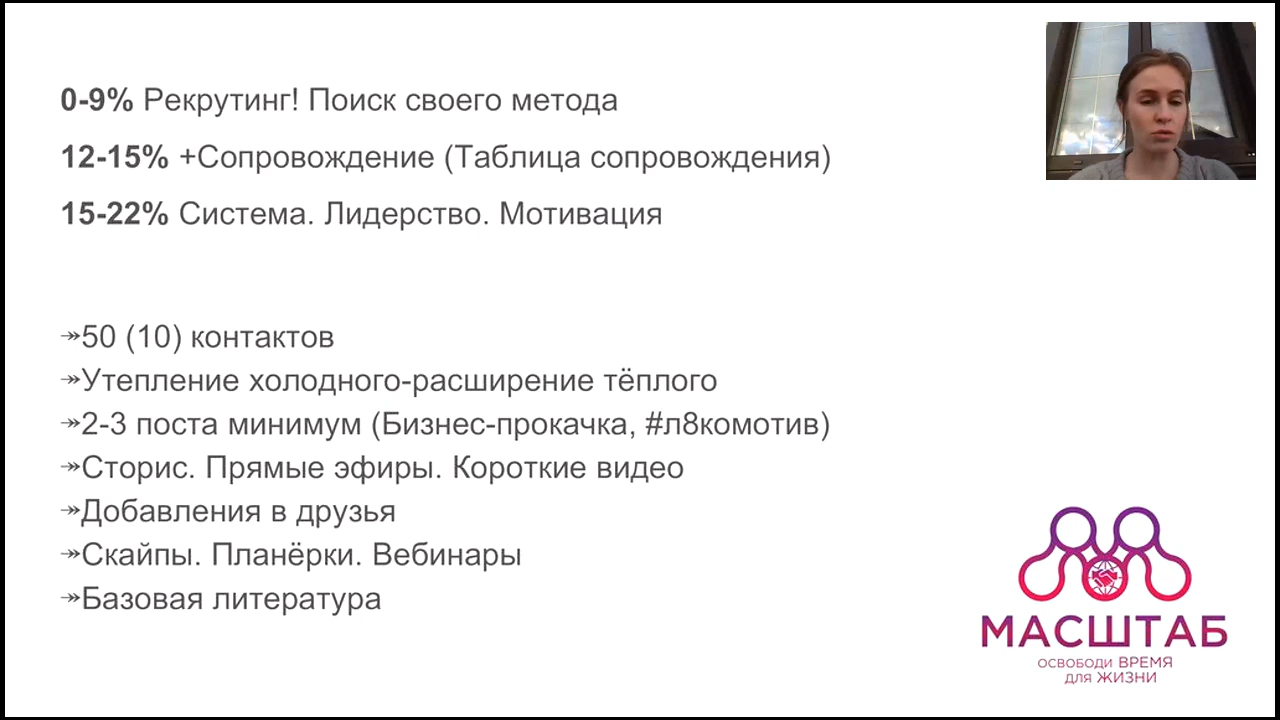 0-9% Рекрутинг! Поиск своего метода
12-15% +Сопровождение (Таблица сопровождения)
15-22% Система. Лидерство. Мотивация
↠50 (10) контактов
↠Утепление холодного-расширение тёплого
↠2-3 поста минимум (Бизнес-прокачка, #л8комотив)
↠Сторис. Прямые эфиры. Короткие видео
↠Добавления в друзья
↠Скайпы. Планёрки. Вебинары
↠Базовая литература
МАСШТАБ
ОСВОБОДИ ВРЕМЯ
ДЛЯ ЖИЗНИ